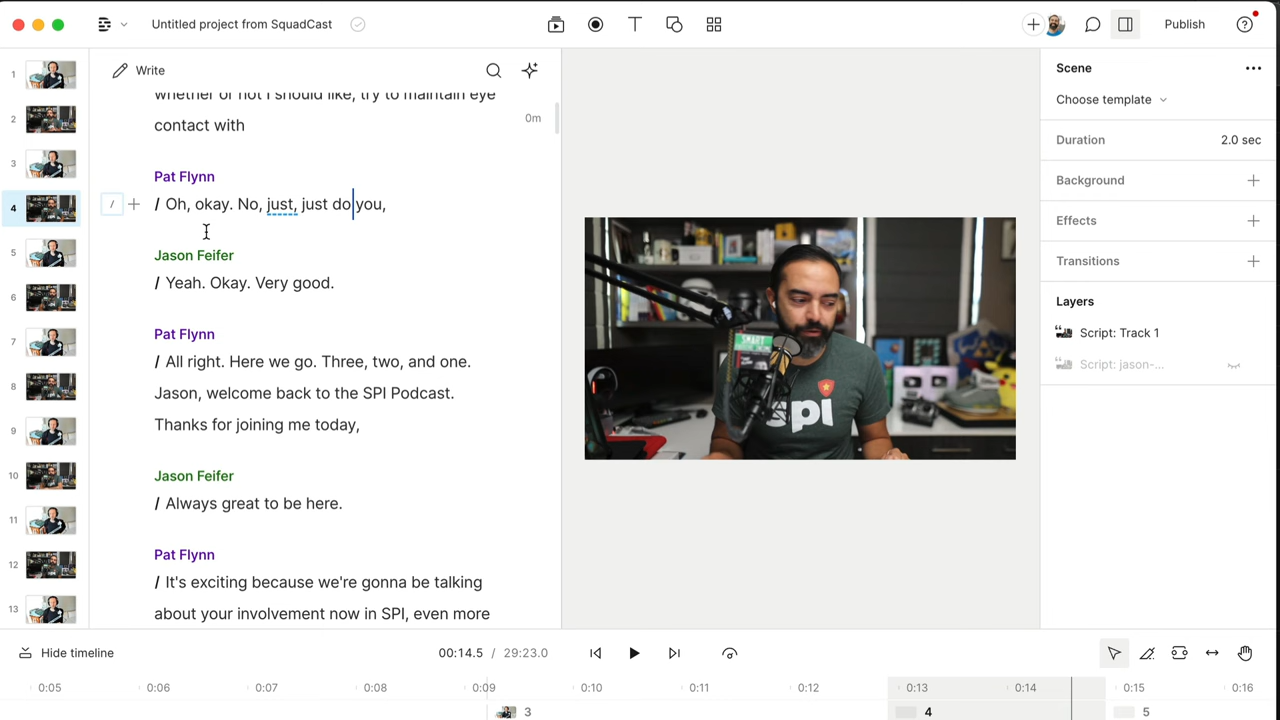 Untitled project from SquadCast
Publish
1
2
3
4
5
6
7
8
9
10
11
12
13
Write
whether or not I should like, try to maintain eye
contact with
0m
Pat Flynn
/ Oh, okay. No, just, just do you,
Jason Feifer
/ Yeah. Okay. Very good.
Pat Flynn
/ All right. Here we go. Three, two, and one.
Jason, welcome back to the SPI Podcast.
Thanks for joining me today,
Jason Feifer
/ Always great to be here.
Pat Flynn
/ It's exciting because we're gonna be talking
about your involvement now in SPI, even more
SMART
spi
Scene
Choose template
Duration 2.0 sec
Background
Effects
Transitions
Layers
Script: Track 1
Script: jason-...
Hide timeline
00:14.5 / 29:23.0
0:05 0:06 0:07 0:08 0:09 0:10 0:11 0:12 0:13 0:14 0:15 0:16
3 4 5